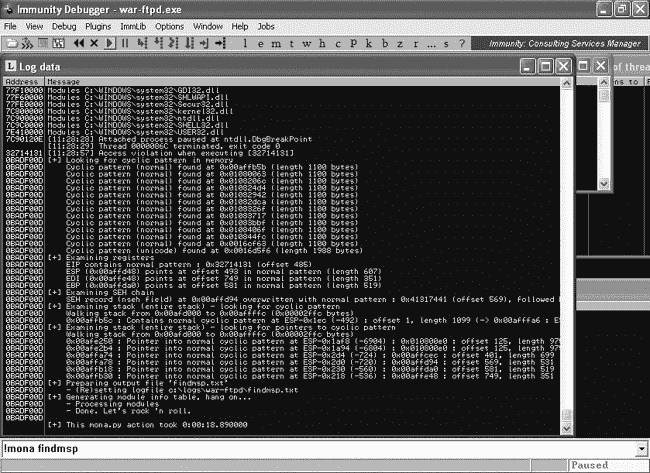 Immunity Debugger - war-ftpd.exe
File View Debug Plugins ImmLib Options Window Help Jobs
l e m t w h c P k b z r ... s ? Immunity: Consulting Services Manager
L Log data
of threa
Address Message
77F10000 Modules C:\WINDOWS\system32\GDI32.dll
77F60000 Modules C:\WINDOWS\system32\SHLWAPI.dll
77FE0000 Modules C:\WINDOWS\system32\Secur32.dll
7C800000 Modules C:\WINDOWS\system32\kernel32.dll
7C900000 Modules C:\WINDOWS\system32\ntdll.dll
7C9C0000 Modules C:\WINDOWS\system32\SHELL32.dll
7E410000 Modules C:\WINDOWS\system32\USER32.dll
7C90120E [11:28:28] Attached process paused at ntdll.DbgBreakPoint
[11:28:29] Thread 0000086C terminated, exit code 0
32714131 [11:28:57] Access violation when executing [32714131]
0BADF00D [+] Looking for cyclic pattern in memory
0BADF00D Cyclic pattern (normal) found at 0x00affb5b (length 1100 bytes)
0BADF00D Cyclic pattern (normal) found at 0x01080063 (length 1100 bytes)
0BADF00D Cyclic pattern (normal) found at 0x0108206c (length 1100 bytes)
0BADF00D Cyclic pattern (normal) found at 0x010824d4 (length 1100 bytes)
0BADF00D Cyclic pattern (normal) found at 0x01082942 (length 1100 bytes)
0BADF00D Cyclic pattern (normal) found at 0x01082dca (length 1100 bytes)
0BADF00D Cyclic pattern (normal) found at 0x0108326f (length 1100 bytes)
0BADF00D Cyclic pattern (normal) found at 0x01083717 (length 1100 bytes)
0BADF00D Cyclic pattern (normal) found at 0x01083bbf (length 1100 bytes)
0BADF00D Cyclic pattern (normal) found at 0x0108406f (length 1100 bytes)
0BADF00D Cyclic pattern (normal) found at 0x010844fc (length 1100 bytes)
0BADF00D Cyclic pattern (normal) found at 0x0016ef63 (length 1100 bytes)
0BADF00D Cyclic pattern (unicode) found at 0x0016d5f6 (length 1998 bytes)
0BADF00D [+] Examining registers
0BADF00D EIP contains normal pattern : 0x32714131 (offset 485)
0BADF00D ESP (0x00affd48) points at offset 493 in normal pattern (length 607)
0BADF00D EDI (0x00affe48) points at offset 749 in normal pattern (length 351)
0BADF00D EBP (0x00affda0) points at offset 581 in normal pattern (length 519)
0BADF00D [+] Examining SEH chain
0BADF00D SEH record (nseh field) at 0x00affd94 overwritten with normal pattern : 0x41317441 (offset 569), followed
0BADF00D [+] Examining stack (entire stack) - looking for cyclic pattern
0BADF00D Walking stack from 0x00afd000 to 0x00affffc (0x00002ffc bytes)
0BADF00D 0x00affb5c : Contains normal cyclic pattern at ESP-0x1ec (-492) : offset 1, length 1099 (-> 0x00afffa6 : ES
0BADF00D [+] Examining stack (entire stack) - looking for pointers to cyclic pattern
0BADF00D Walking stack from 0x00afd000 to 0x00affffc (0x00002ffc bytes)
0BADF00D 0x00afe250 : Pointer into normal cyclic pattern at ESP-0x1af8 (-6904) : 0x010800e0 : offset 125, length 975
0BADF00D 0x00afe2b4 : Pointer into normal cyclic pattern at ESP-0x1a94 (-6804) : 0x010800e0 : offset 125, length 975
0BADF00D 0x00affa74 : Pointer into normal cyclic pattern at ESP-0x2d4 (-724) : 0x00affcec : offset 401, length 699
0BADF00D 0x00affa78 : Pointer into normal cyclic pattern at ESP-0x2d0 (-720) : 0x00affd94 : offset 569, length 531
0BADF00D 0x00affb18 : Pointer into normal cyclic pattern at ESP-0x230 (-560) : 0x00affda0 : offset 581, length 519
0BADF00D 0x00affb30 : Pointer into normal cyclic pattern at ESP-0x218 (-536) : 0x00affe48 : offset 749, length 351
0BADF00D [+] Preparing output file 'findmsp.txt'
0BADF00D - (Re)setting logfile c:\logs\war-ftpd\findmsp.txt
0BADF00D [+] Generating module info table, hang on...
0BADF00D - Processing modules
0BADF00D - Done. Let's rock 'n roll.
0BADF00D [+] This mona.py action took 0:00:18.890000
!mona findmsp
Paused